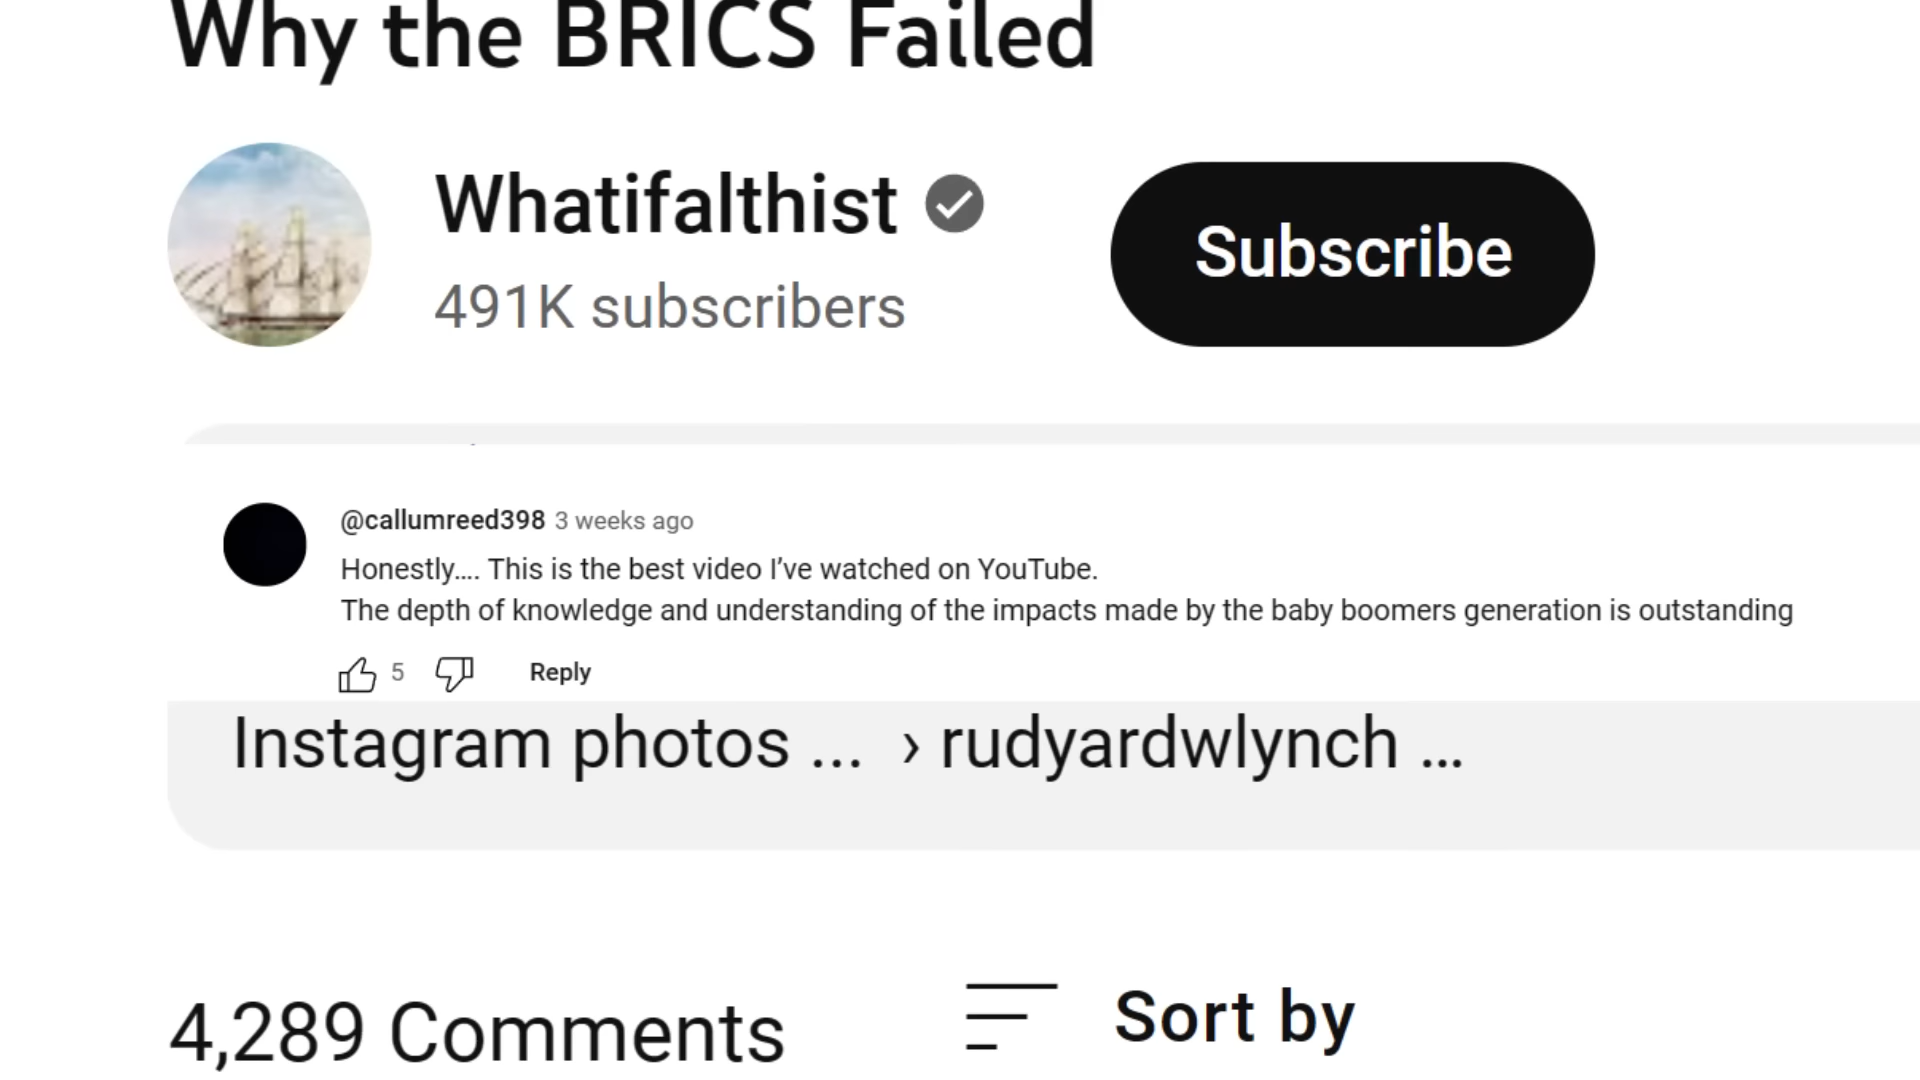 Why the BRICS Failed
Whatifalthist
491K subscribers
Subscribe
@callumreed398 3 weeks ago
Honestly.... This is the best video I’ve watched on YouTube.
The depth of knowledge and understanding of the impacts made by the baby boomers generation is outstanding
5
Reply
Instagram photos ... › rudyardwlynch ...
4,289 Comments
Sort by